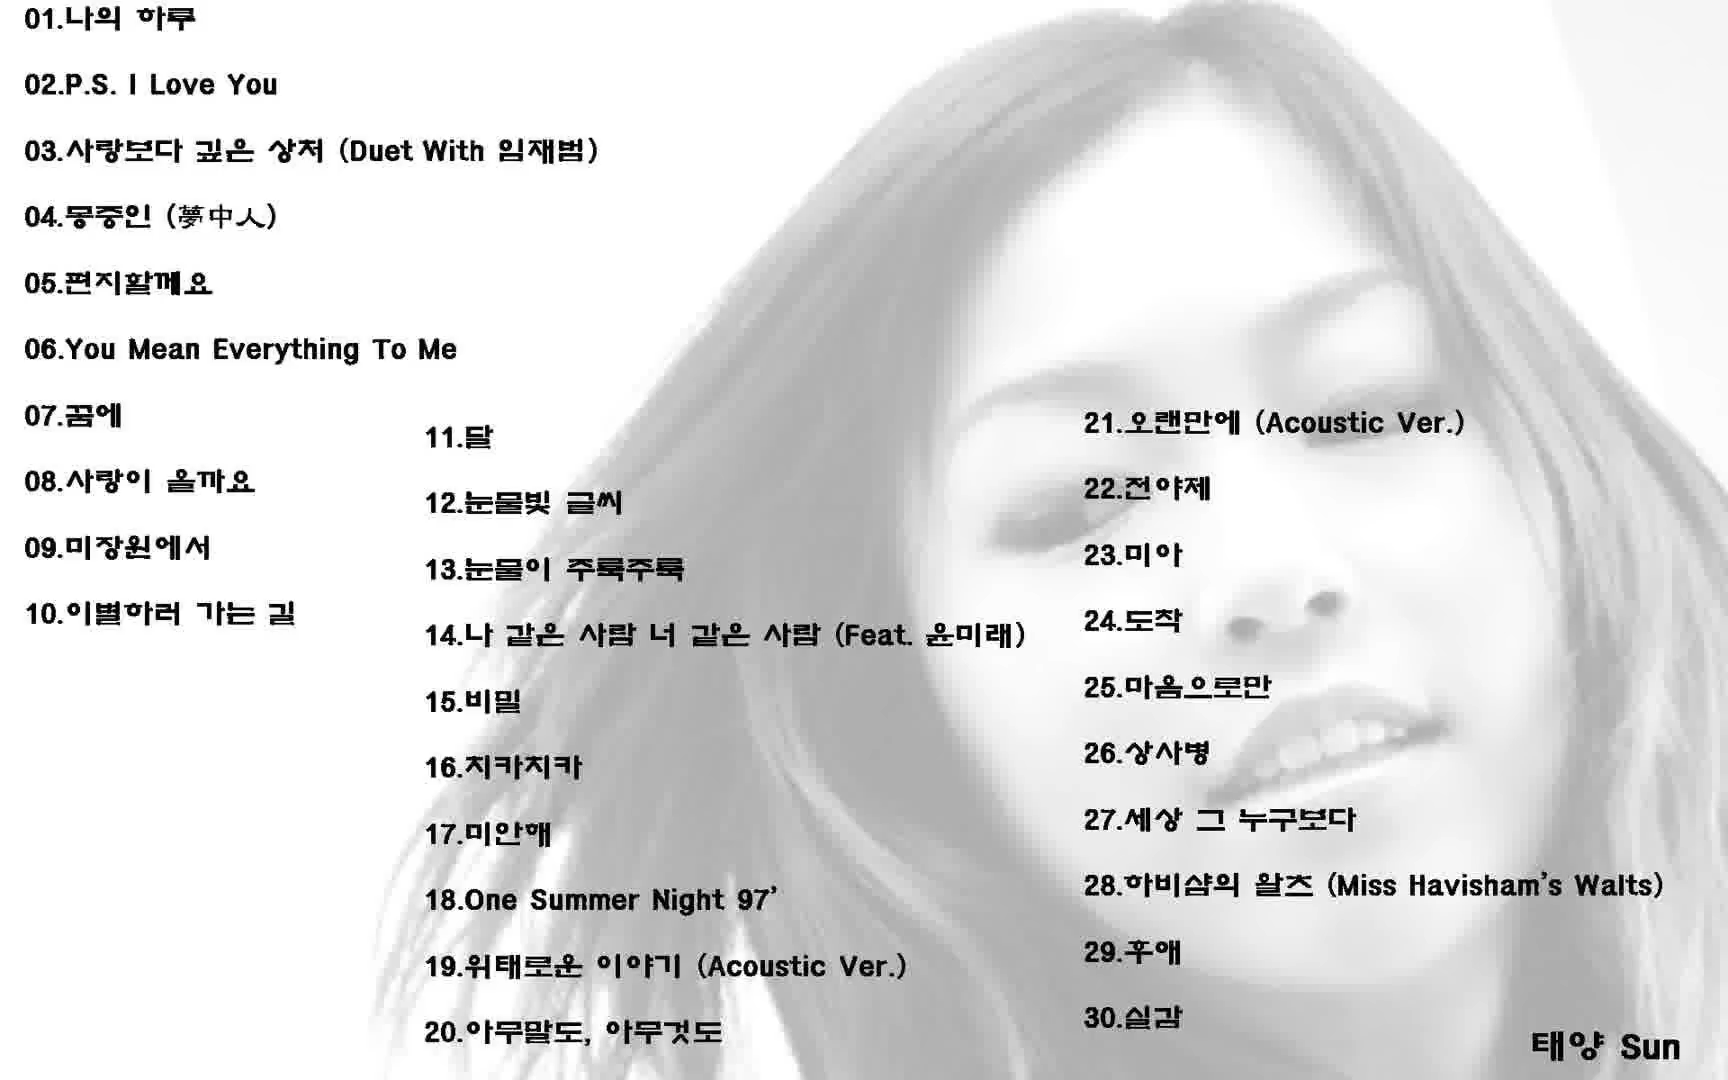 01.나의 하루
02.P.S. I Love You
03.사랑보다 깊은 상처 (Duet With 임재범)
04.몽중인 (夢中人)
05.편지할께요
06.You Mean Everything To Me
07.꿈에
08.사랑이 올까요
09.미장원에서
10.이별하러 가는 길
11.달
12.눈물빛 글씨
13.눈물이 주룩주룩
14.나 같은 사람 너 같은 사람 (Feat. 윤미래)
15.비밀
16.치카치카
17.미안해
18.One Summer Night 97'
19.위태로운 이야기 (Acoustic Ver.)
20.아무말도, 아무것도
21.오랜만에 (Acoustic Ver.)
22.전야제
23.미아
24.도착
25.마음으로만
26.상사병
27.세상 그 누구보다
28.하비샴의 왈츠 (Miss Havisham's Walts)
29.후애
30.실감
태양 Sun